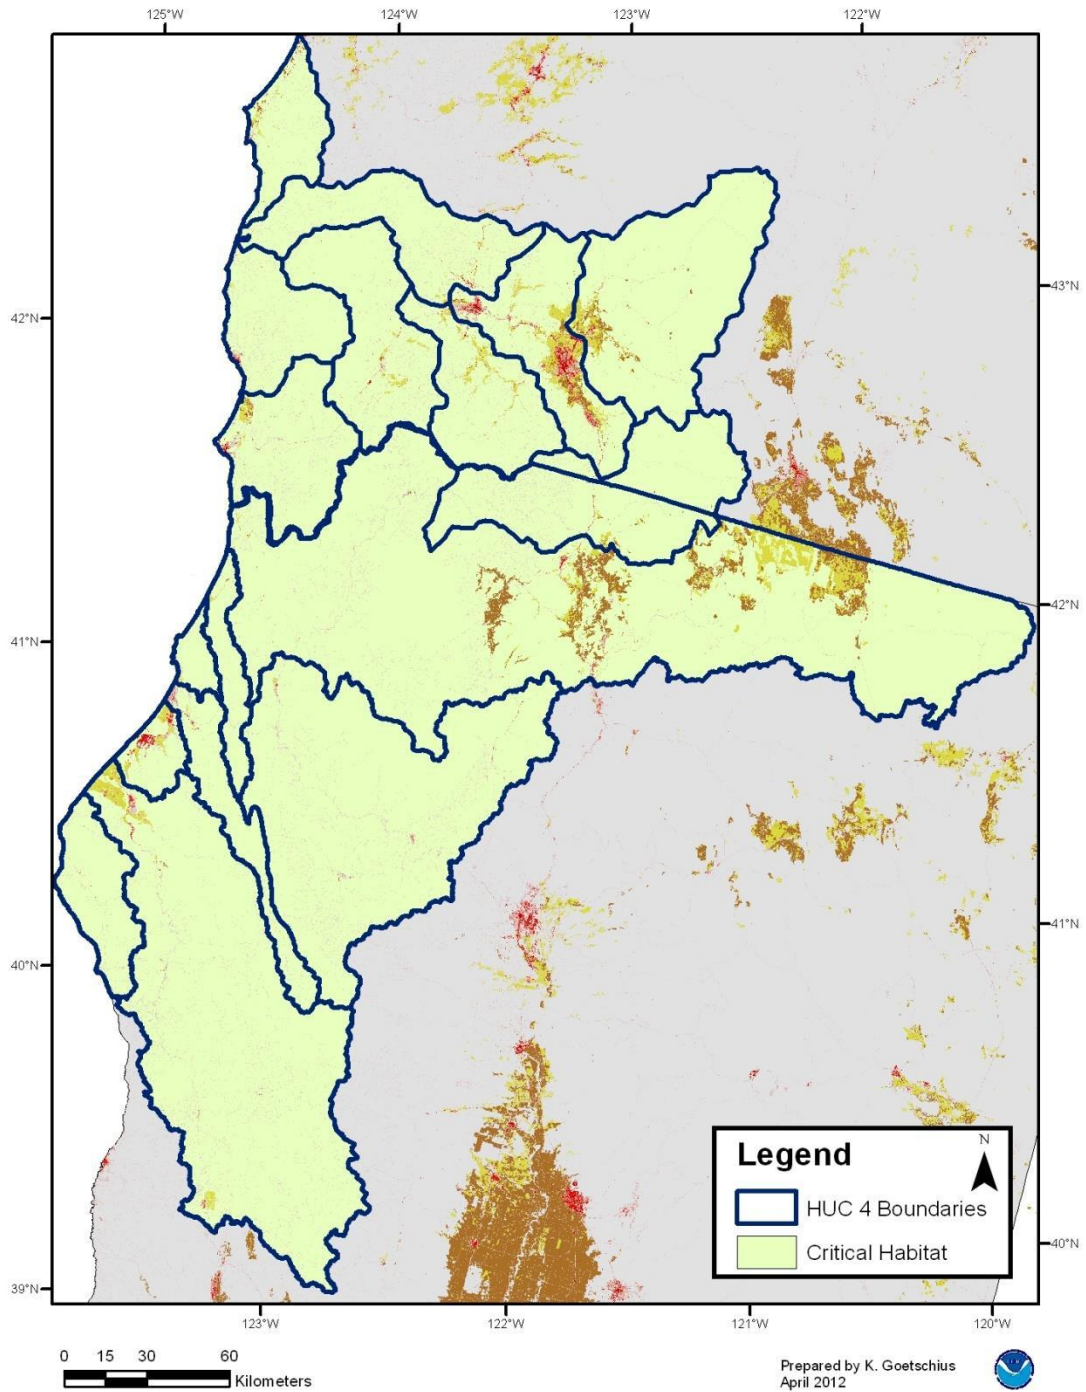 125°W 124°W 123°W 122°W
43°N
42°N
42°N
41°N
41°N
40°N
40°N
39°N
Legend
N
HUC 4 Boundaries
Critical Habitat
123°W 122°W 121°W 120°W
0 15 30 60
Kilometers
Prepared by K. Goetschius
April 2012